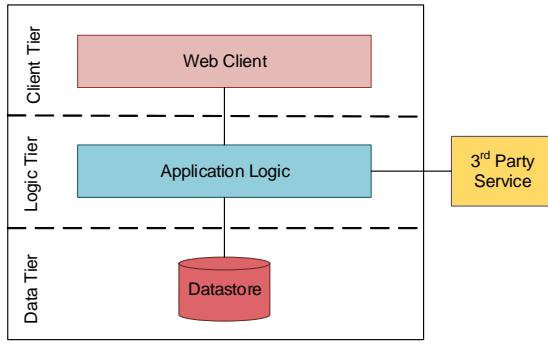 Client Tier
Web Client
Logic Tier
Application Logic
3rd Party
Service
Data Tier
Datastore